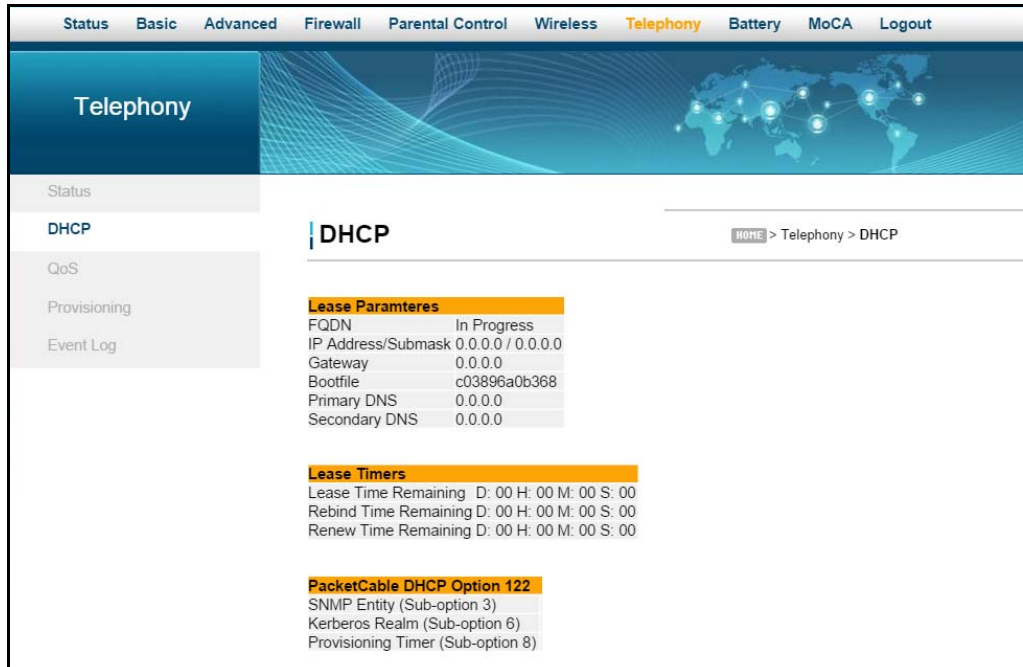 Status Basic Advanced Firewall Parental Control Wireless Telephony Battery MoCA Logout
Telephony
Status
DHCP
QoS
Provisioning
Event Log
DHCP
HOME > Telephony > DHCP
Lease Paramteres
FQDN In Progress
IP Address/Submask 0.0.0.0 / 0.0.0.0
Gateway 0.0.0.0
Bootfile c03896a0b368
Primary DNS 0.0.0.0
Secondary DNS 0.0.0.0
Lease Timers
Lease Time Remaining D: 00 H: 00 M: 00 S: 00
Rebind Time Remaining D: 00 H: 00 M: 00 S: 00
Renew Time Remaining D: 00 H: 00 M: 00 S: 00
PacketCable DHCP Option 122
SNMP Entity (Sub-option 3)
Kerberos Realm (Sub-option 6)
Provisioning Timer (Sub-option 8)